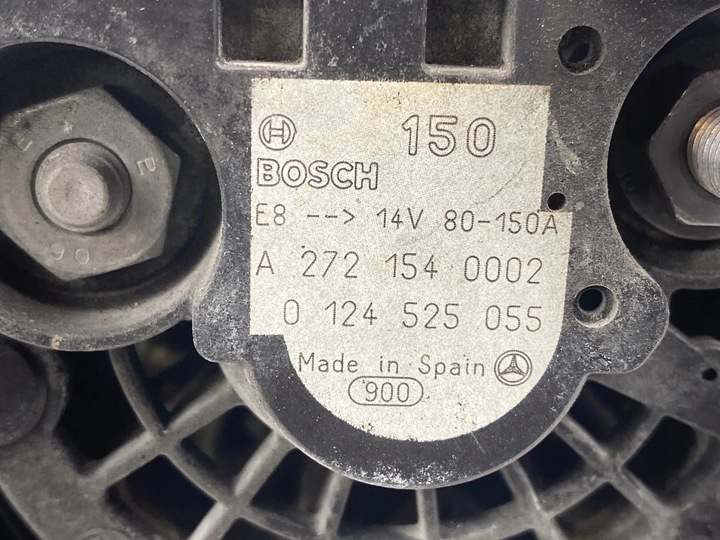 150
BOSCH
E8 --> 14V 80-150A
A 272 154 0002
0 124 525 055
Made in Spain
900